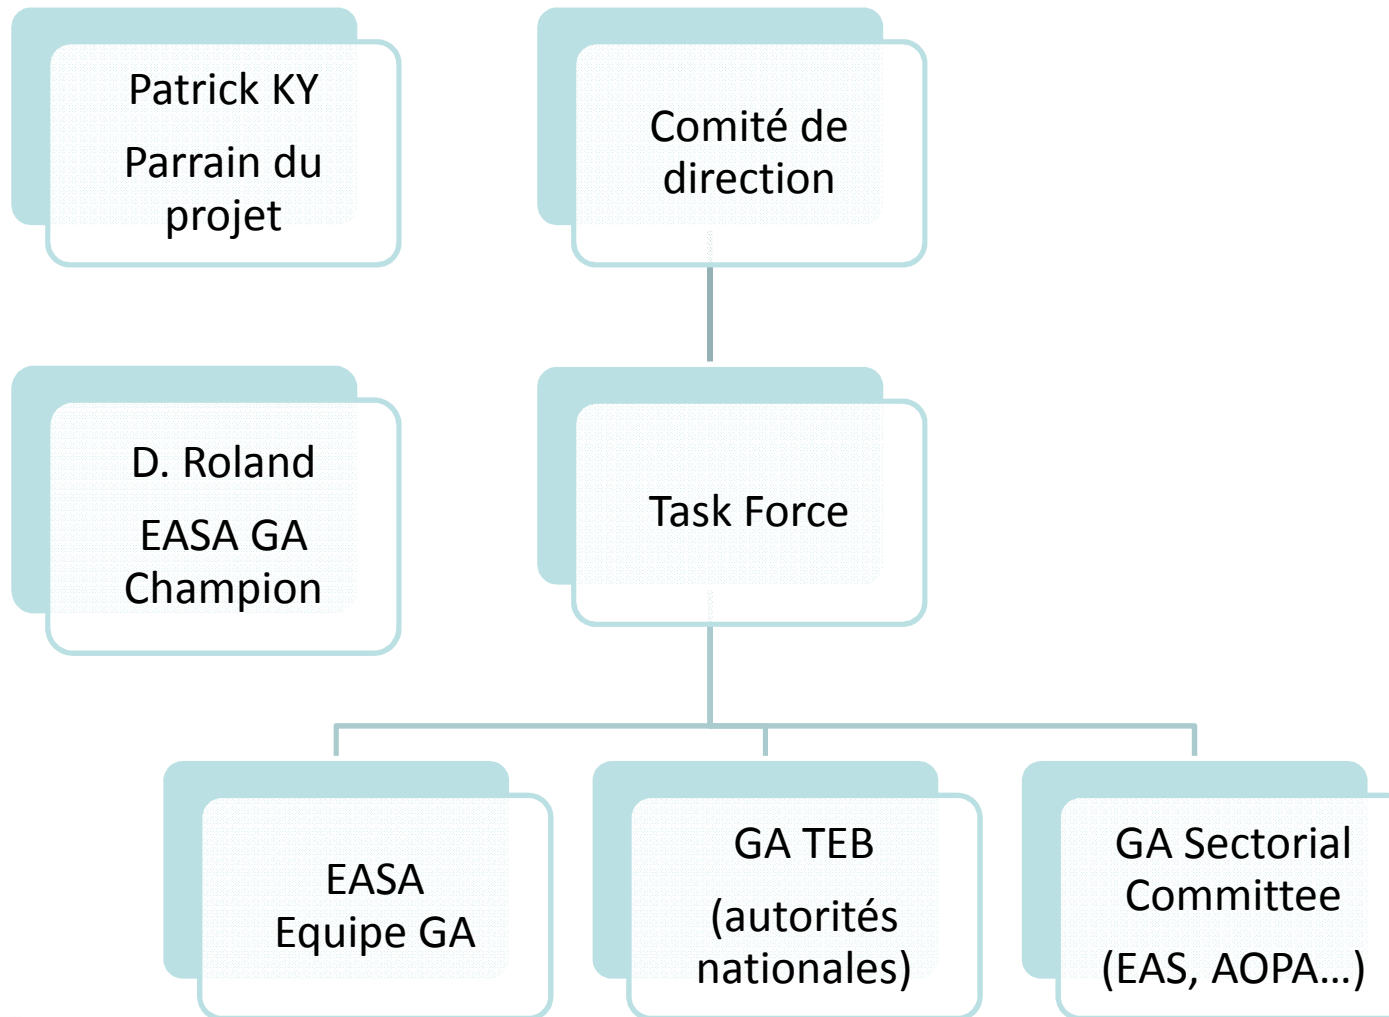 Patrick KY
Parrain du
projet
Comité de
direction
D. Roland
EASA GA
Champion
Task Force
EASA
Equipe GA
GA TEB
(autorités
nationales)
GA Sectorial
Committee
(EAS, AOPA...)